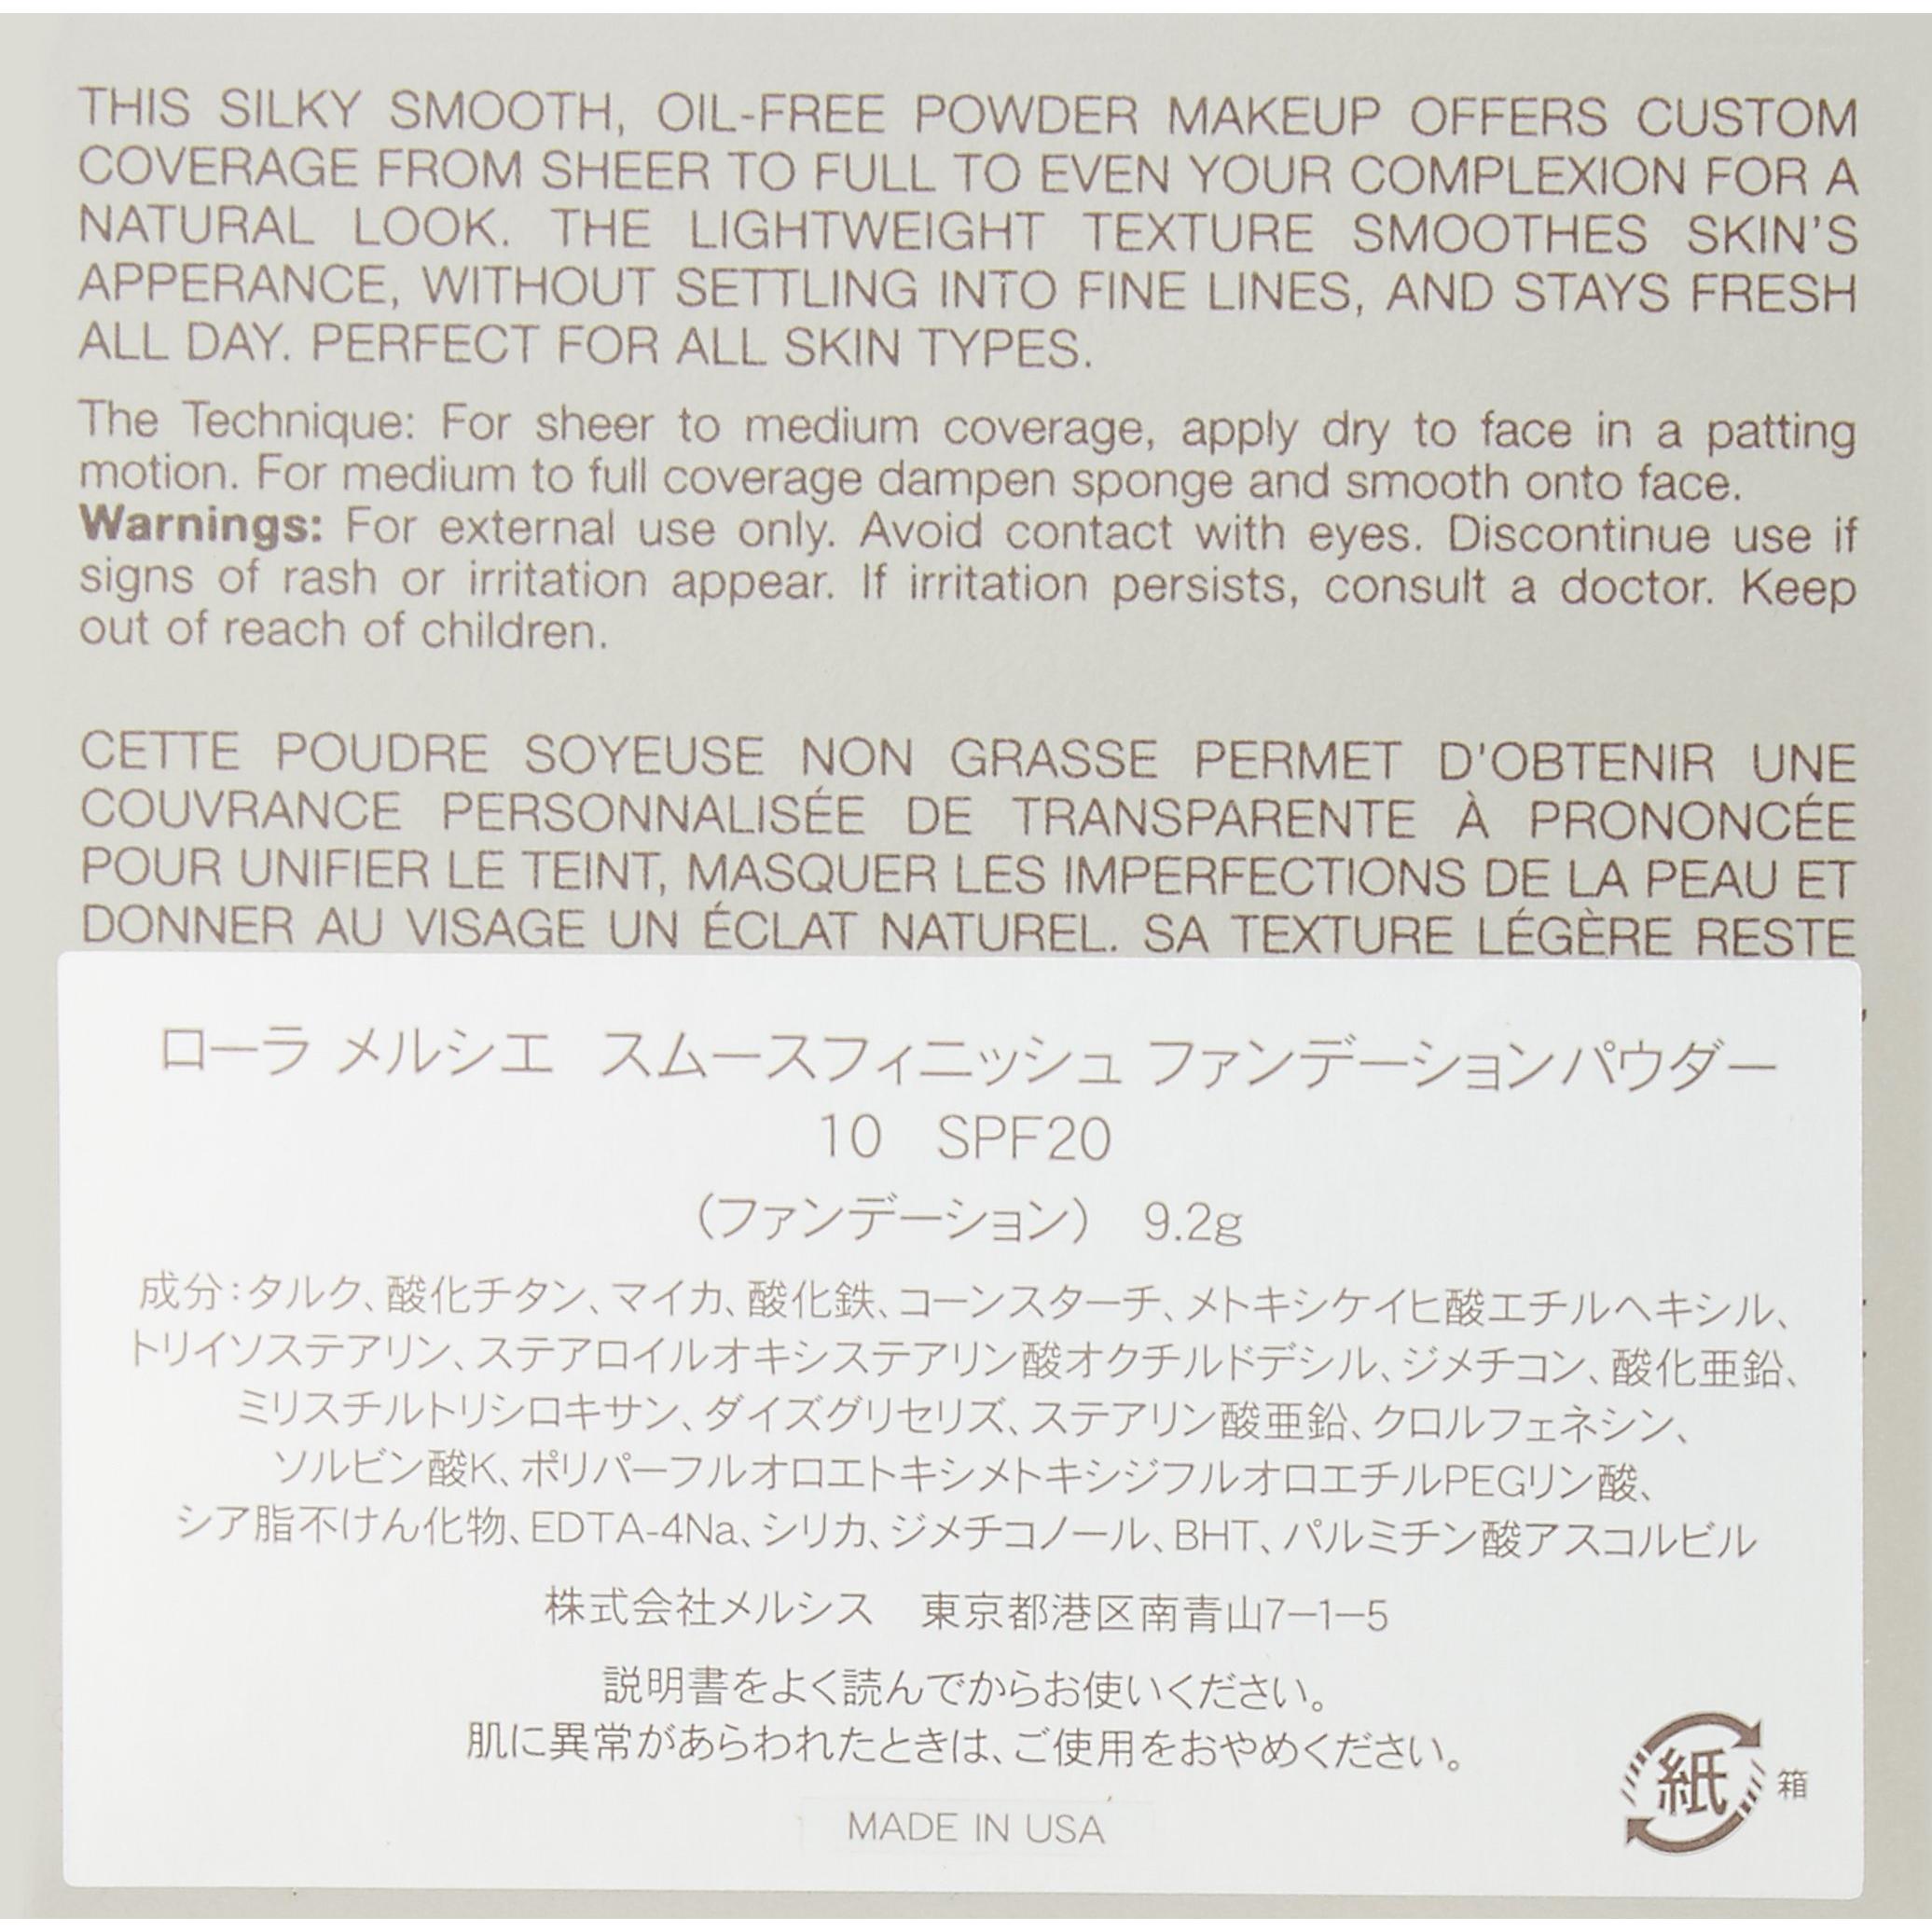 THIS SILKY SMOOTH, OIL-FREE POWDER MAKEUP OFFERS CUSTOM
COVERAGE FROM SHEER TO FULL TO EVEN YOUR COMPLEXION FOR A
NATURAL LOOK. THE LIGHTWEIGHT TEXTURE SMOOTHES SKIN'S
APPERANCE, WITHOUT SETTLING INTO FINE LINES, AND STAYS FRESH
ALL DAY. PERFECT FOR ALL SKIN TYPES.
The Technique: For sheer to medium coverage, apply dry to face in a patting
motion. For medium to full coverage dampen sponge and smooth onto face.
Warnings: For external use only. Avoid contact with eyes. Discontinue use if
signs of rash or irritation appear. If irritation persists, consult a doctor. Keep
out of reach of children.
CETTE POUDRE SOYEUSE NON GRASSE PERMET D'OBTENIR UNE
COUVRANCE PERSONNALISÉE DE TRANSPARENTE À PRONONCÉE
POUR UNIFIER LE TEINT, MASQUER LES IMPERFECTIONS DE LA PEAU ET
DONNER AU VISAGE UN ÉCLAT NATUREL. SA TEXTURE LÉGÈRE RESTE
ローラ メルシエ スムースフィニッシュ ファンデーションパウダー
10 SPF20
(ファンデーション) 9.2g
成分:タルク、酸化チタン、マイカ、酸化鉄、コーンスターチ、メトキシケイヒ酸エチルヘキシル、
トリイソステアリン、ステアロイルオキシステアリン酸オクチルドデシル、ジメチコン、酸化亜鉛、
ミリスチルトリシロキサン、ダイズグリセリズ、ステアリン酸亜鉛、クロルフェネシン、
ソルビン酸K、ポリパーフルオロエトキシメトキシジフルオロエチルPEGリン酸、
シア脂不けん化物、EDTA-4Na、シリカ、ジメチコノール、BHT、パルミチン酸アスコルビル
株式会社メルシス 東京都港区南青山7-1-5
説明書をよく読んでからお使いください。
肌に異常があらわれたときは、ご使用をおやめください。
紙 箱
MADE IN USA